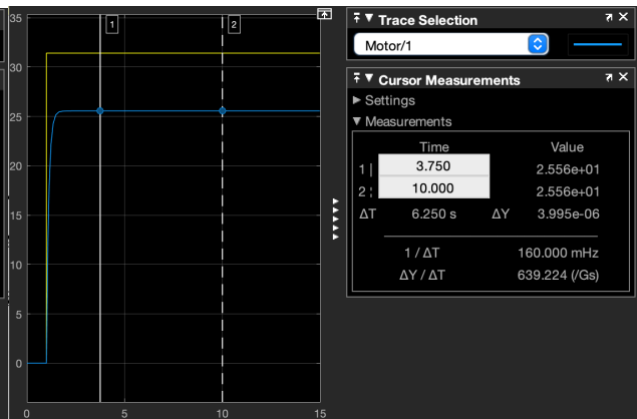 35
30
25
20
15
10
5
0
0 5 10 15
1 2
Trace Selection
Motor/1
Cursor Measurements
Settings
Measurements
Time Value
1 | 3.750 2.556e+01
2 ¦ 10.000 2.556e+01
ΔT 6.250 s ΔY 3.995e-06
1 / ΔT 160.000 mHz
ΔY / ΔT 639.224 (/Gs)